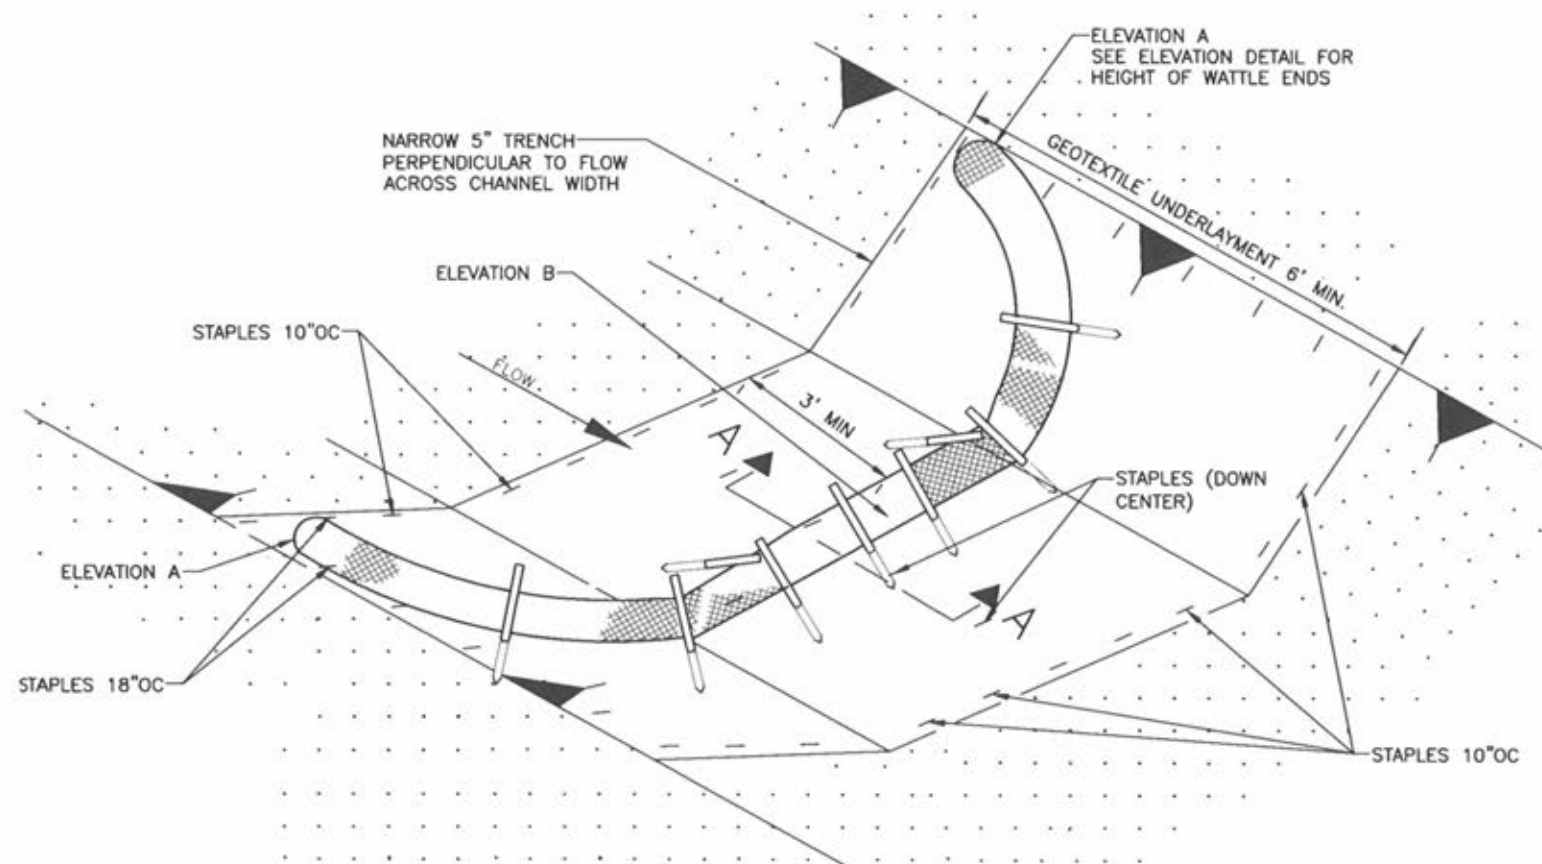 ELEVATION A
SEE ELEVATION DETAIL FOR
HEIGHT OF WATTLE ENDS
NARROW 5" TRENCH
PERPENDICULAR TO FLOW
ACROSS CHANNEL WIDTH
GEOTEXTILE UNDERLAYMENT 6' MIN.
ELEVATION B
STAPLES 10"OC
FLOW
3' MIN
A
STAPLES (DOWN
CENTER)
ELEVATION A
A
STAPLES 18"OC
STAPLES 10"OC